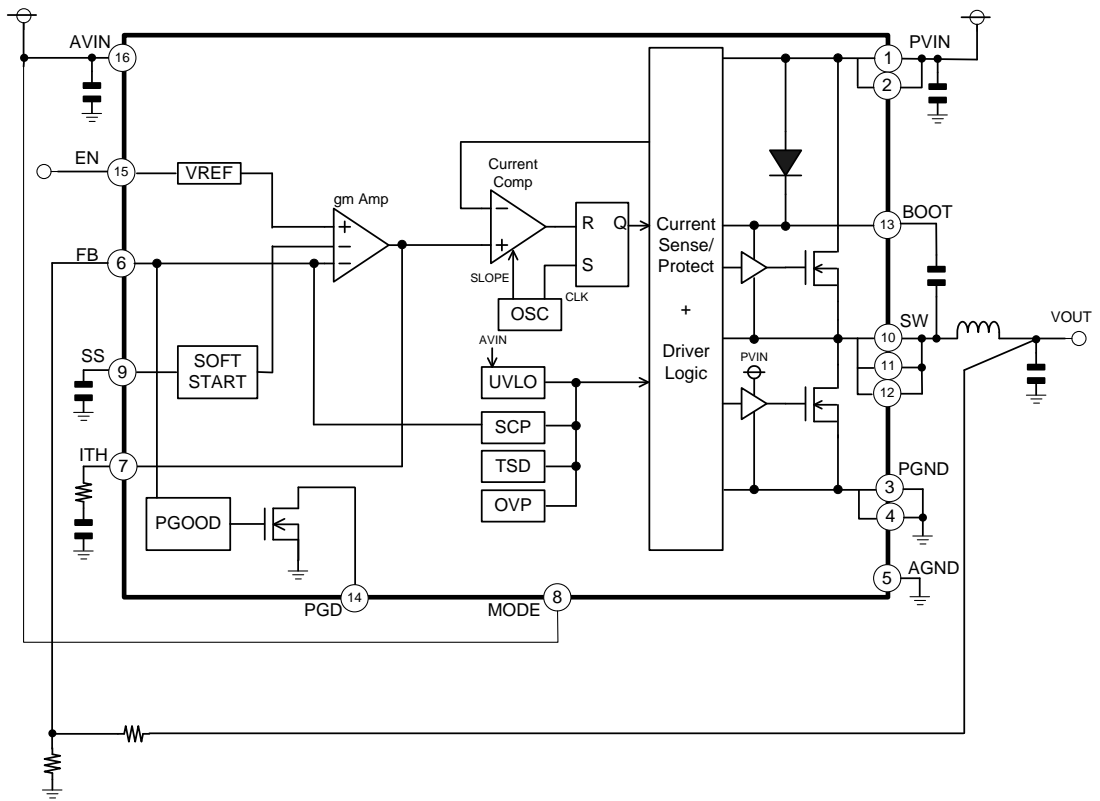 AVIN
16
PVIN
1
2
EN
15
VREF
gm Amp
+
−
−
Current
Comp
−
+
R
Q
S
SLOPE
OSC
CLK
Current
Sense/
Protect
+
Driver
Logic
13
BOOT
FB
6
SS
9
SOFT
START
AVIN
UVLO
SCP
TSD
OVP
PVIN
10
SW
11
12
VOUT
ITH
7
PGOOD
PGND
3
4
5
AGND
PGD
14
MODE
8